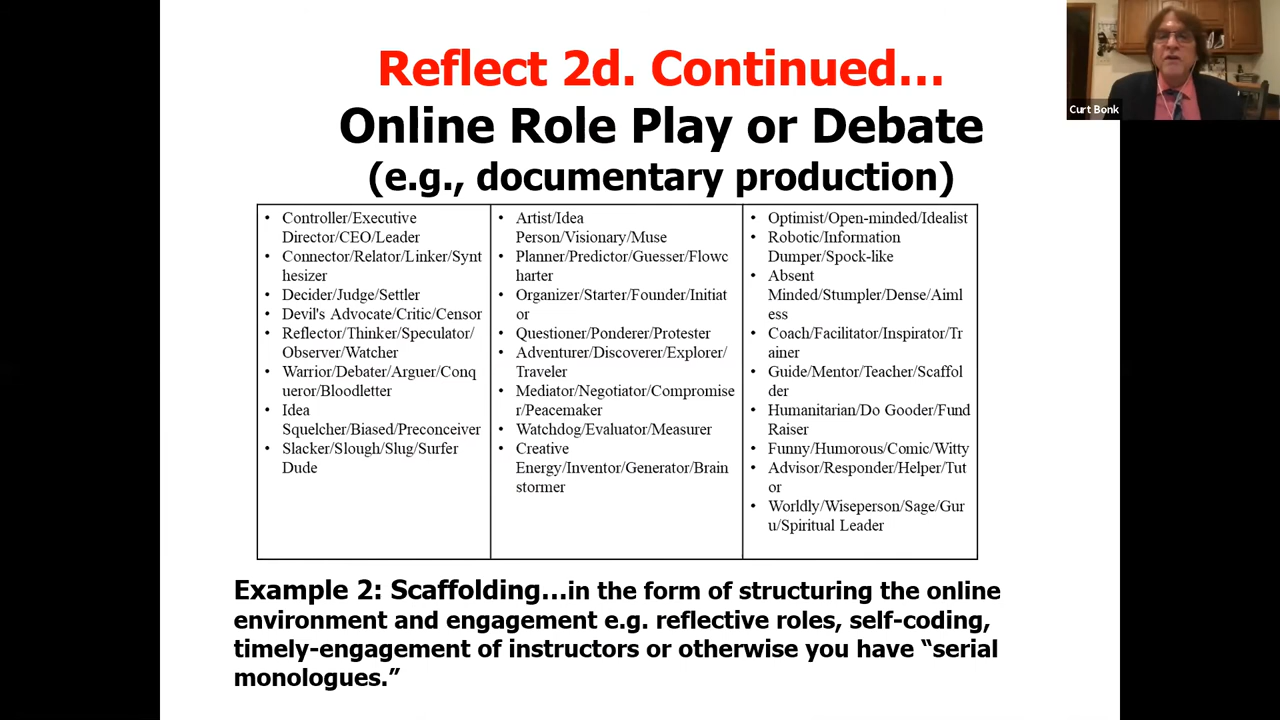 Reflect 2d. Continued…
Online Role Play or Debate
(e.g., documentary production)
• Controller/Executive
Director/CEO/Leader
• Connector/Relator/Linker/Synt
hesizer
• Decider/Judge/Settler
• Devil's Advocate/Critic/Censor
• Reflector/Thinker/Speculator/
Observer/Watcher
• Warrior/Debater/Arguer/Conq
ueror/Bloodletter
• Idea
Squelcher/Biased/Preconceiver
• Slacker/Slough/Slug/Surfer
Dude
• Artist/Idea
Person/Visionary/Muse
• Planner/Predictor/Guesser/Flowc
harter
• Organizer/Starter/Founder/Initiat
or
• Questioner/Ponderer/Protester
• Adventurer/Discoverer/Explorer/
Traveler
• Mediator/Negotiator/Compromise
r/Peacemaker
• Watchdog/Evaluator/Measurer
• Creative
Energy/Inventor/Generator/Brain
stormer
• Optimist/Open-minded/Idealist
• Robotic/Information
Dumper/Spock-like
• Absent
Minded/Stumpler/Dense/Aiml
ess
• Coach/Facilitator/Inspirator/Tr
ainer
• Guide/Mentor/Teacher/Scaffol
der
• Humanitarian/Do Gooder/Fund
Raiser
• Funny/Humorous/Comic/Witty
• Advisor/Responder/Helper/Tut
or
• Worldly/Wiseperson/Sage/Gur
u/Spiritual Leader
Example 2: Scaffolding…in the form of structuring the online
environment and engagement e.g. reflective roles, self-coding,
timely-engagement of instructors or otherwise you have “serial
monologues.”
Curt Bonk